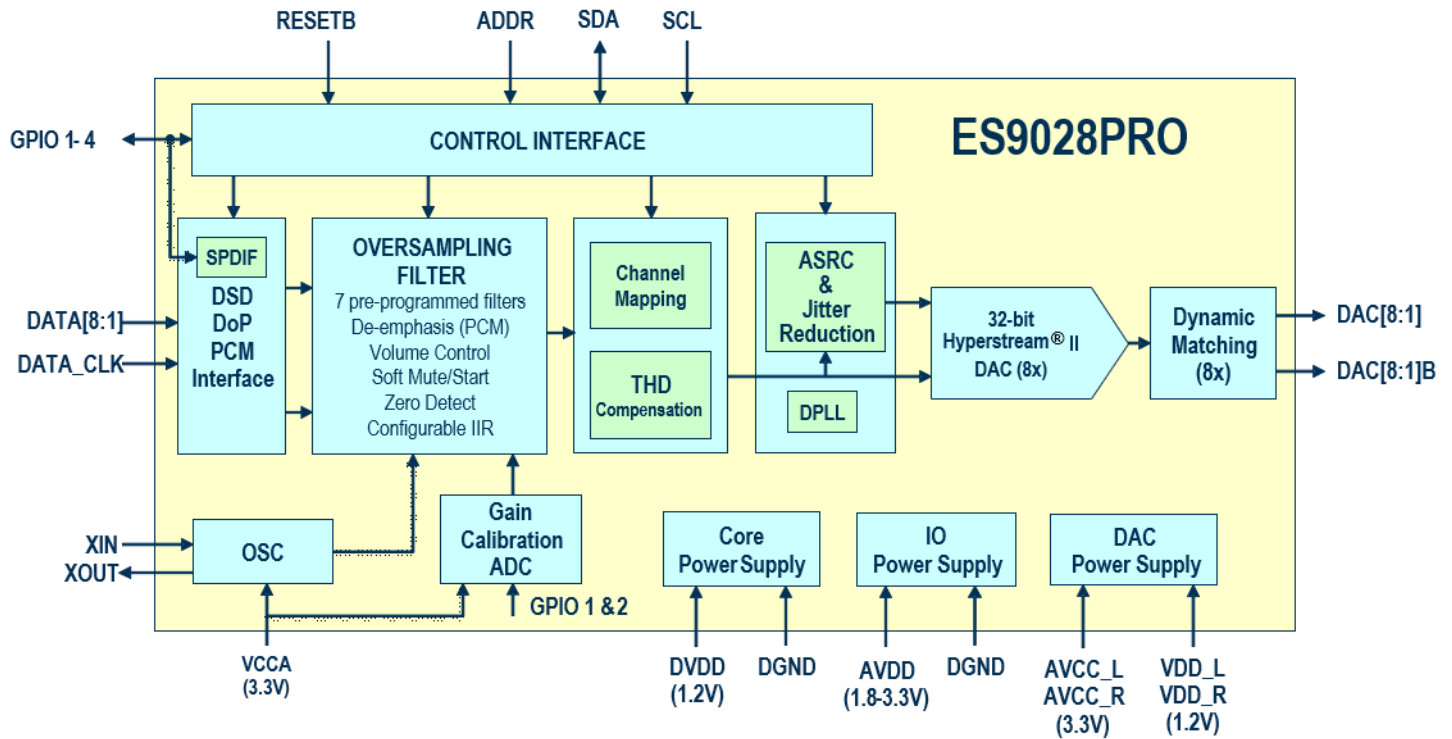 RESETB
ADDR
SDA
SCL
GPIO 1- 4
CONTROL INTERFACE
ES9028PRO
SPDIF
DSD
DoP
PCM
Interface
OVERSAMPLING
FILTER
7 pre-programmed filters
De-emphasis (PCM)
Volume Control
Soft Mute/Start
Zero Detect
Configurable IIR
Channel
Mapping
THD
Compensation
ASRC
&
Jitter
Reduction
DPLL
32-bit
Hyperstream® II
DAC (8x)
Dynamic
Matching
(8x)
DAC[8:1]
DAC[8:1]B
DATA[8:1]
DATA_CLK
XIN
XOUT
OSC
Gain
Calibration
ADC
GPIO 1 &2
Core
Power Supply
IO
Power Supply
DAC
Power Supply
VCCA
(3.3V)
DVDD
(1.2V)
DGND
AVDD
(1.8-3.3V)
DGND
AVCC_L
AVCC_R
(3.3V)
VDD_L
VDD_R
(1.2V)